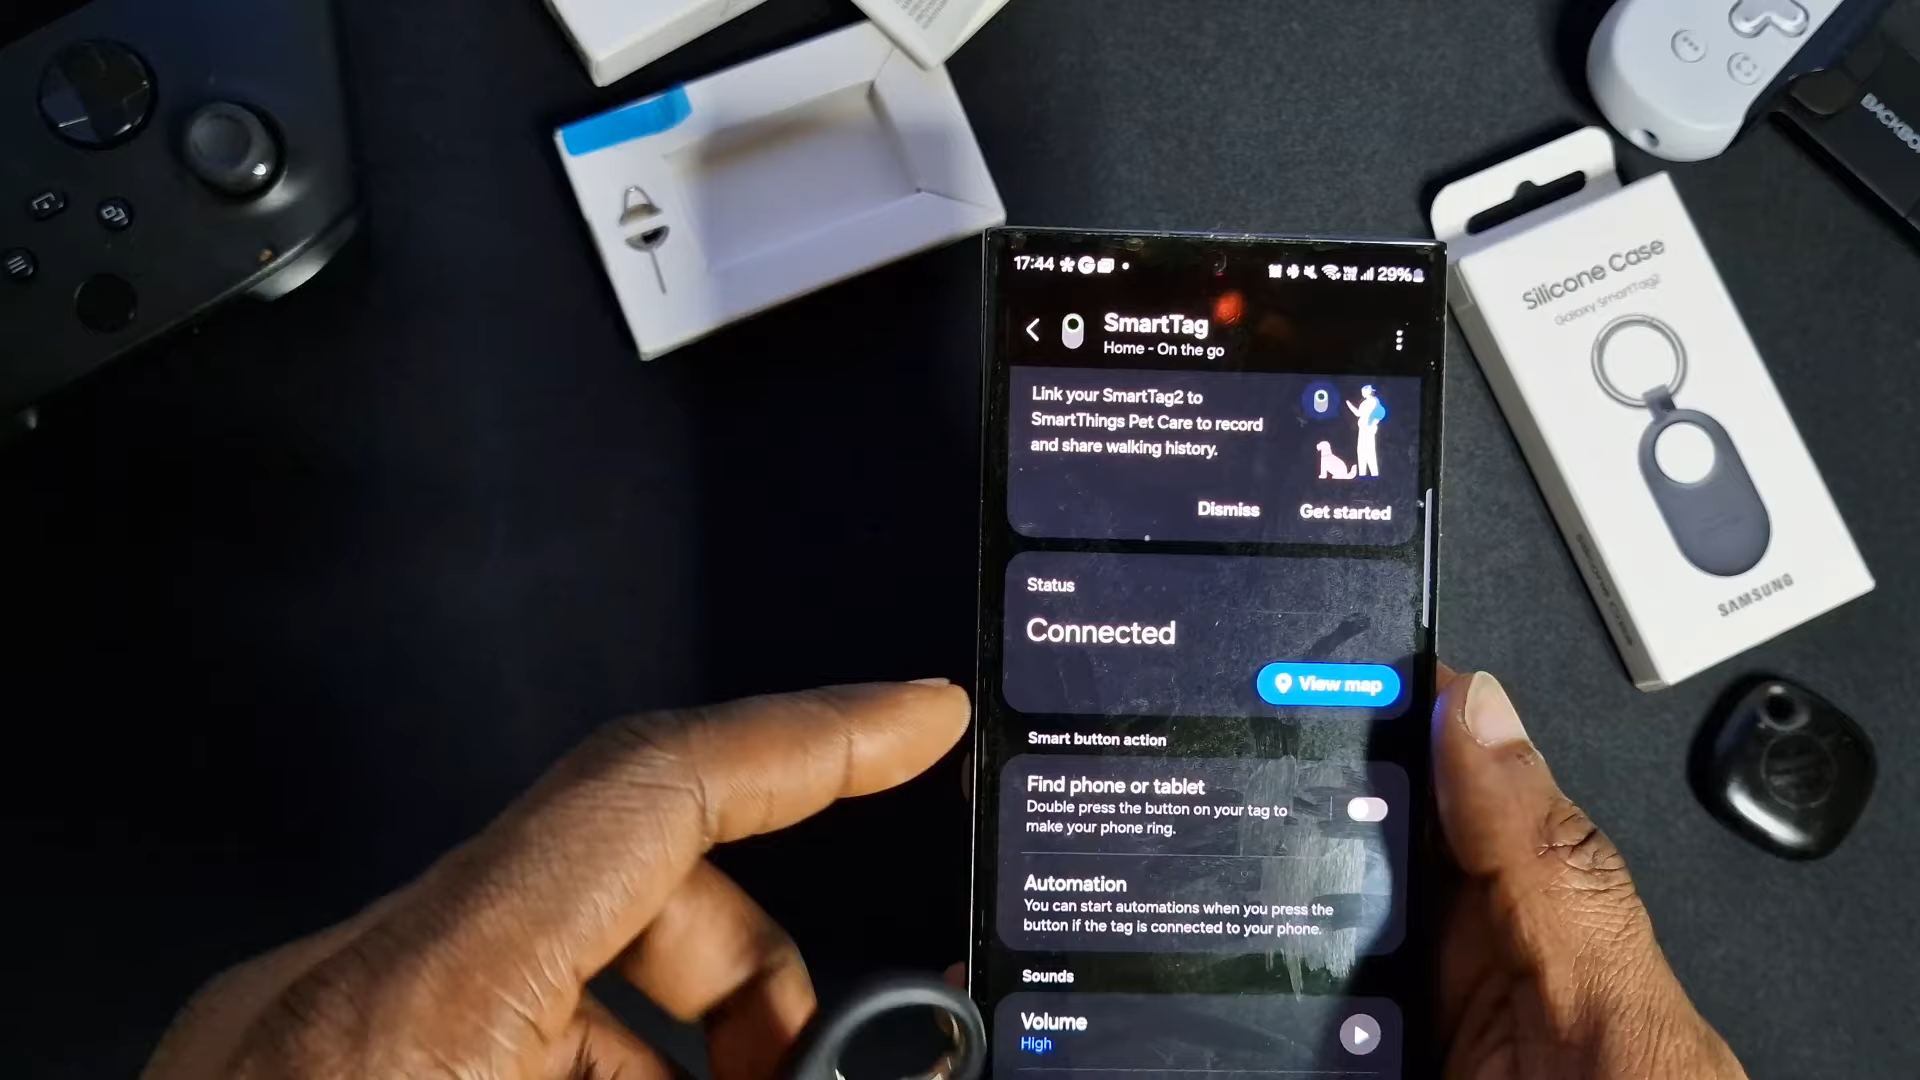 BACKBO
Silicone Case
Galaxy SmartTag2
SAMSUNG
17:44
29%
SmartTag
Home - On the go
Link your SmartTag2 to
SmartThings Pet Care to record
and share walking history.
Dismiss
Get started
Status
Connected
View map
Smart button action
Find phone or tablet
Double press the button on your tag to
make your phone ring.
Automation
You can start automations when you press the
button if the tag is connected to your phone.
Sounds
Volume
High